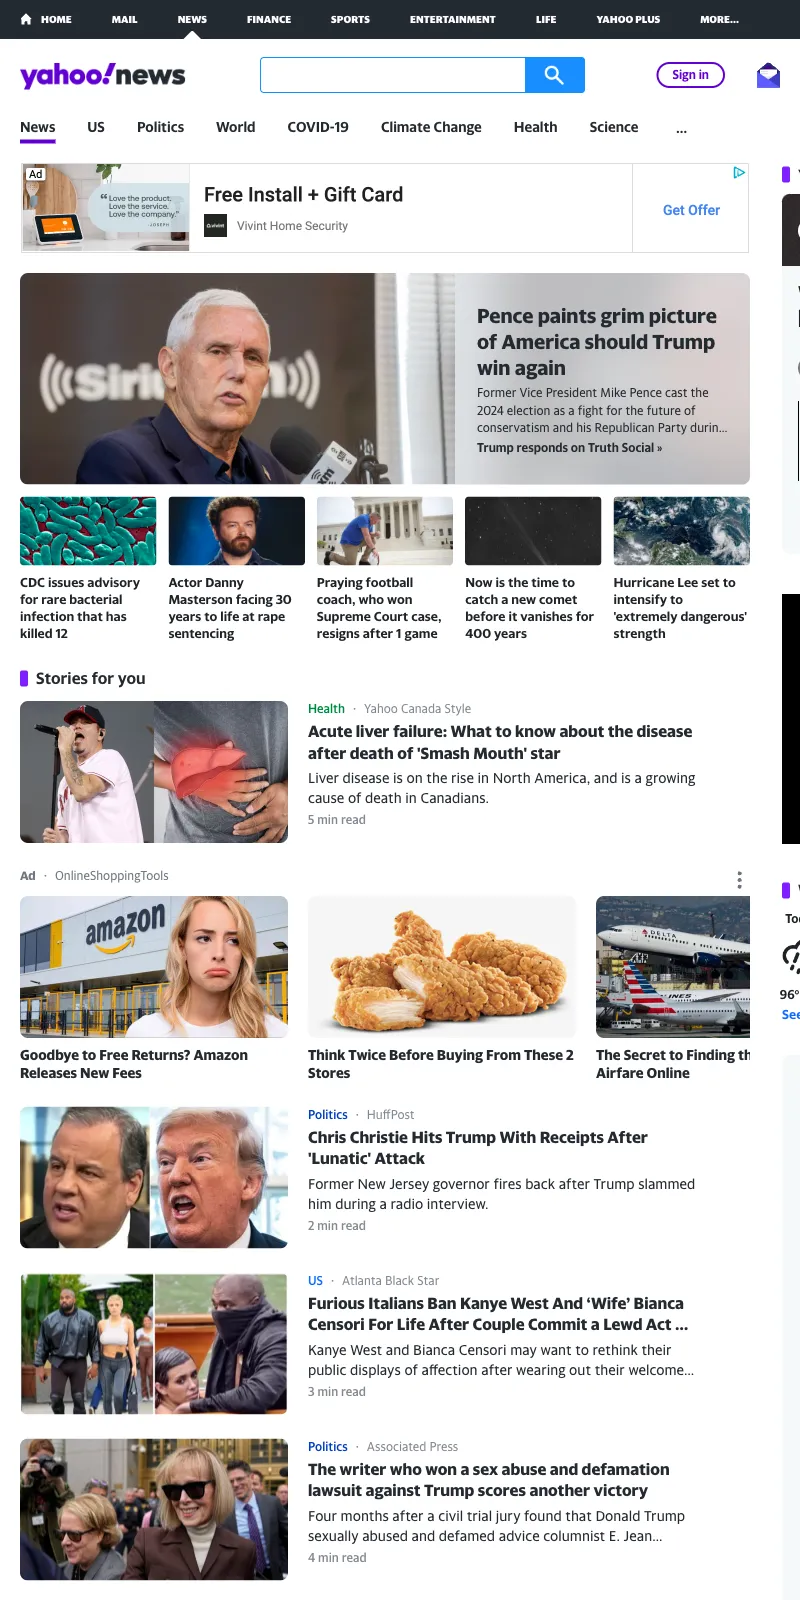 HOME MAIL NEWS FINANCE SPORTS ENTERTAINMENT LIFE YAHOO PLUS MORE...
yahoo!news
Sign in
News US Politics World COVID-19 Climate Change Health Science ...
Ad
“Love the product.
Love the service.
Love the company.”
- JOSEPH
Free Install + Gift Card
Vivint Home Security
Get Offer
Pence paints grim picture
of America should Trump
win again
Former Vice President Mike Pence cast the
2024 election as a fight for the future of
conservatism and his Republican Party durin...
Trump responds on Truth Social »
CDC issues advisory
for rare bacterial
infection that has
killed 12
Actor Danny
Masterson facing 30
years to life at rape
sentencing
Praying football
coach, who won
Supreme Court case,
resigns after 1 game
Now is the time to
catch a new comet
before it vanishes for
400 years
Hurricane Lee set to
intensify to
'extremely dangerous'
strength
Stories for you
Health · Yahoo Canada Style
Acute liver failure: What to know about the disease
after death of 'Smash Mouth' star
Liver disease is on the rise in North America, and is a growing
cause of death in Canadians.
5 min read
Ad · OnlineShoppingTools
amazon
DELTA
Goodbye to Free Returns? Amazon
Releases New Fees
Think Twice Before Buying From These 2
Stores
The Secret to Finding th
Airfare Online
96°
Politics · HuffPost
Chris Christie Hits Trump With Receipts After
'Lunatic' Attack
Former New Jersey governor fires back after Trump slammed
him during a radio interview.
2 min read
US · Atlanta Black Star
Furious Italians Ban Kanye West And ‘Wife’ Bianca
Censori For Life After Couple Commit a Lewd Act ...
Kanye West and Bianca Censori may want to rethink their
public displays of affection after wearing out their welcome...
3 min read
Politics · Associated Press
The writer who won a sex abuse and defamation
lawsuit against Trump scores another victory
Four months after a civil trial jury found that Donald Trump
sexually abused and defamed advice columnist E. Jean...
4 min read